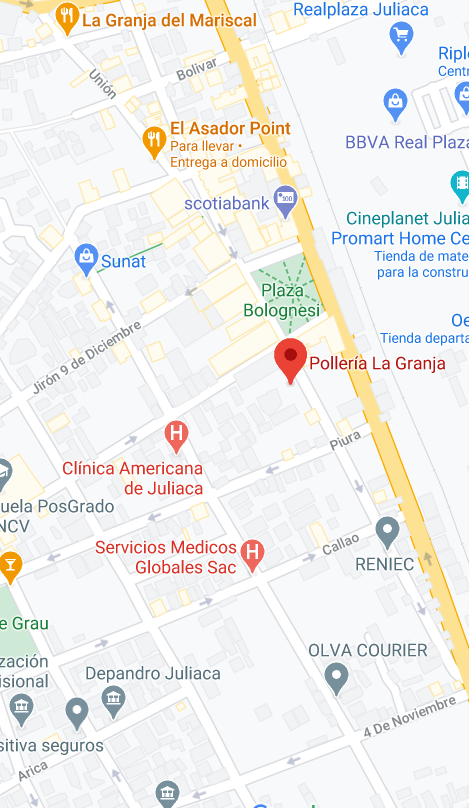 Realplaza Juliaca
La Granja del Mariscal
Unión
Bolivar
Riple
Centr
El Asador Point
Para llevar •
Entrega a domicilio
BBVA Real Plaza
scotiabank
Cineplanet Julia
Promart Home Ce
Tienda de mate
para la constru
Sunat
Plaza
Bolognesi
Oe
Tienda departa
Jirón 9 de Diciembre
Pollería La Granja
Piura
Clínica Americana
de Juliaca
uela PosGrado
NCV
Servicios Medicos
Globales Sac
Callao
RENIEC
e Grau
OLVA COURIER
zación
isional
Depandro Juliaca
4 De Noviembre
sitiva seguros
Arica